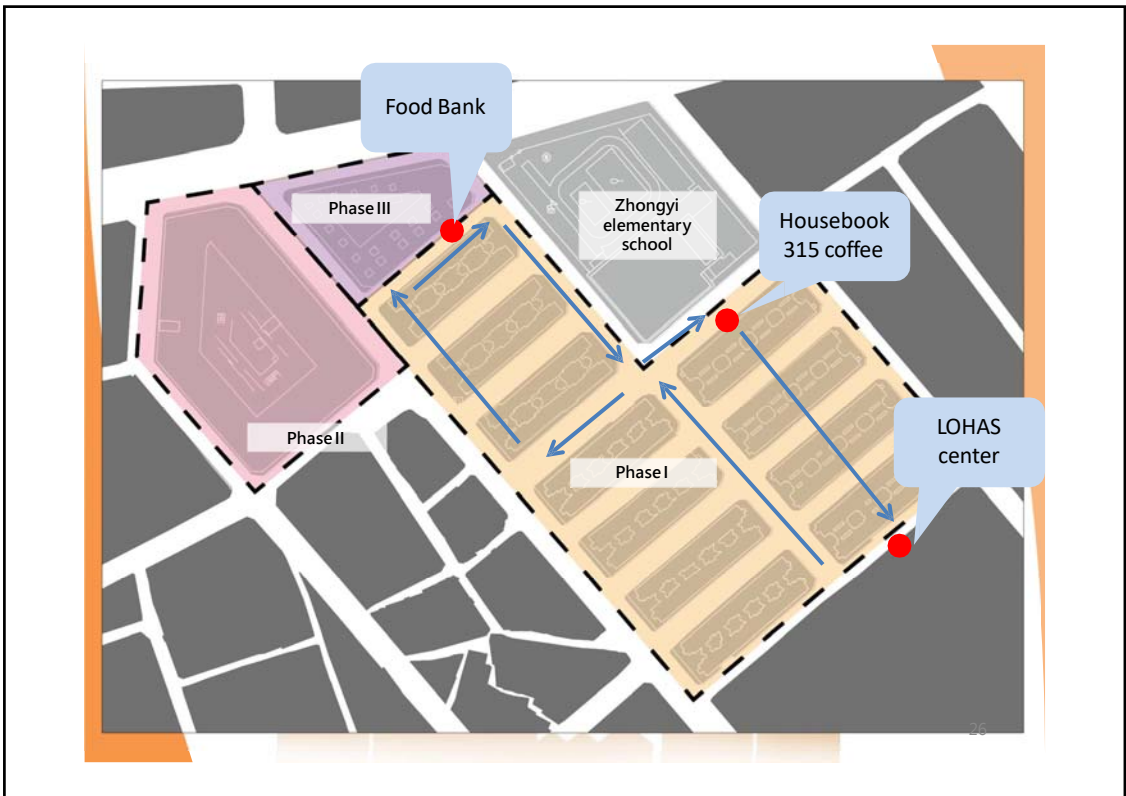 Food Bank
Phase III
Zhongyi
elementary
school
Housebook
315 coffee
LOHAS
center
Phase II
Phase I
26